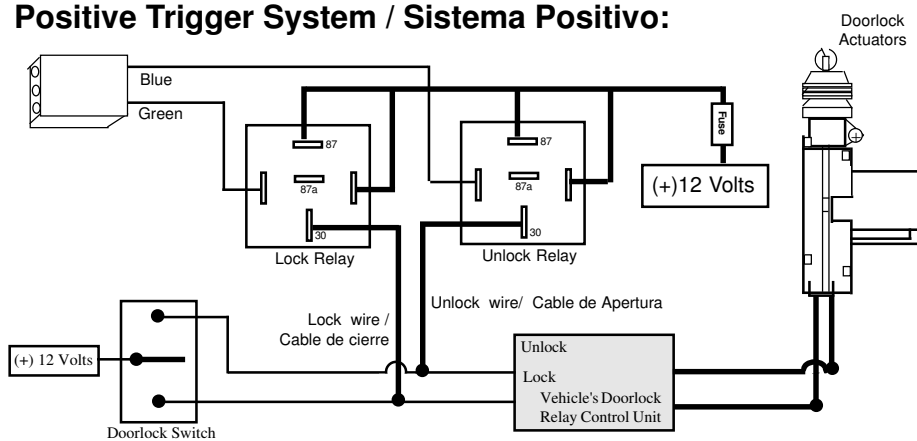 Positive Trigger System / Sistema Positivo:
Doorlock
Actuators
Blue
Green
87
87a
30
Lock Relay
87
87a
30
Unlock Relay
Fuse
(+)12 Volts
Lock wire /
Cable de cierre
Unlock wire/ Cable de Apertura
(+) 12 Volts
Doorlock Switch
Unlock
Lock
Vehicle's Doorlock
Relay Control Unit